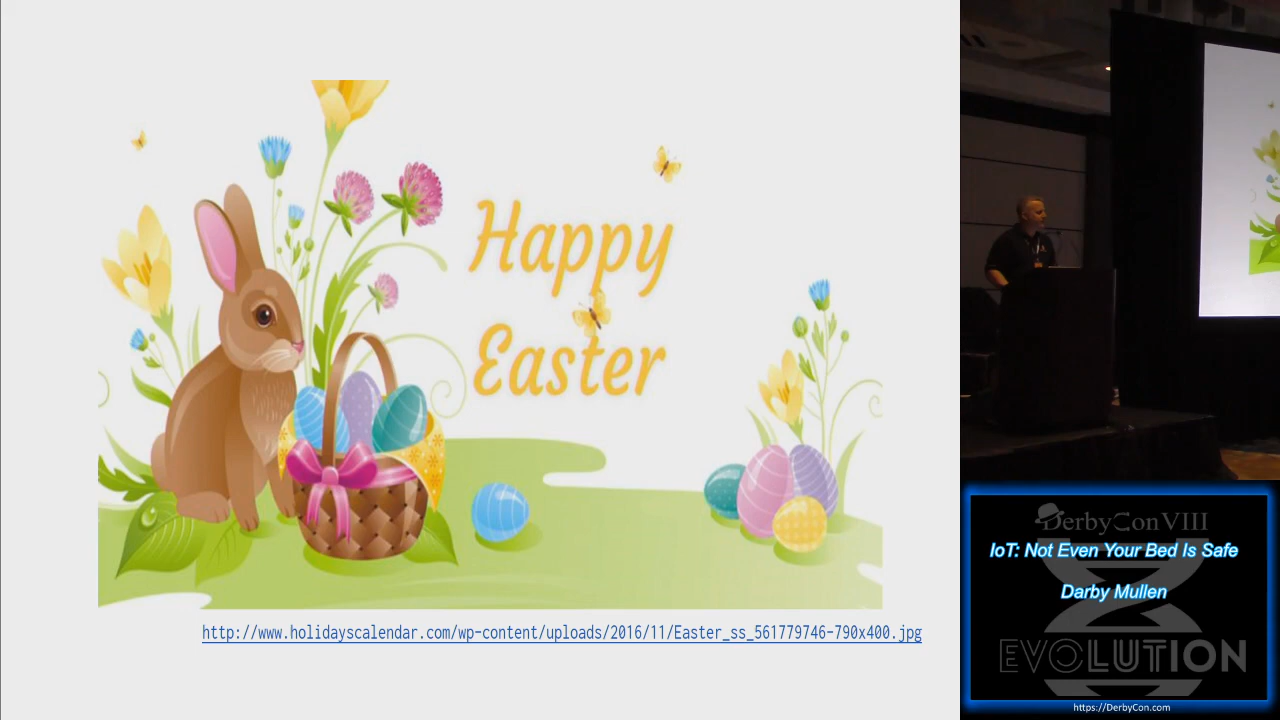 Happy
Easter
http://www.holidayscalendar.com/wp-content/uploads/2016/11/Easter_ss_561779746-790x400.jpg
DerbyCon VIII
IoT: Not Even Your Bed Is Safe
Darby Mullen
EVOLUTION
https://DerbyCon.com